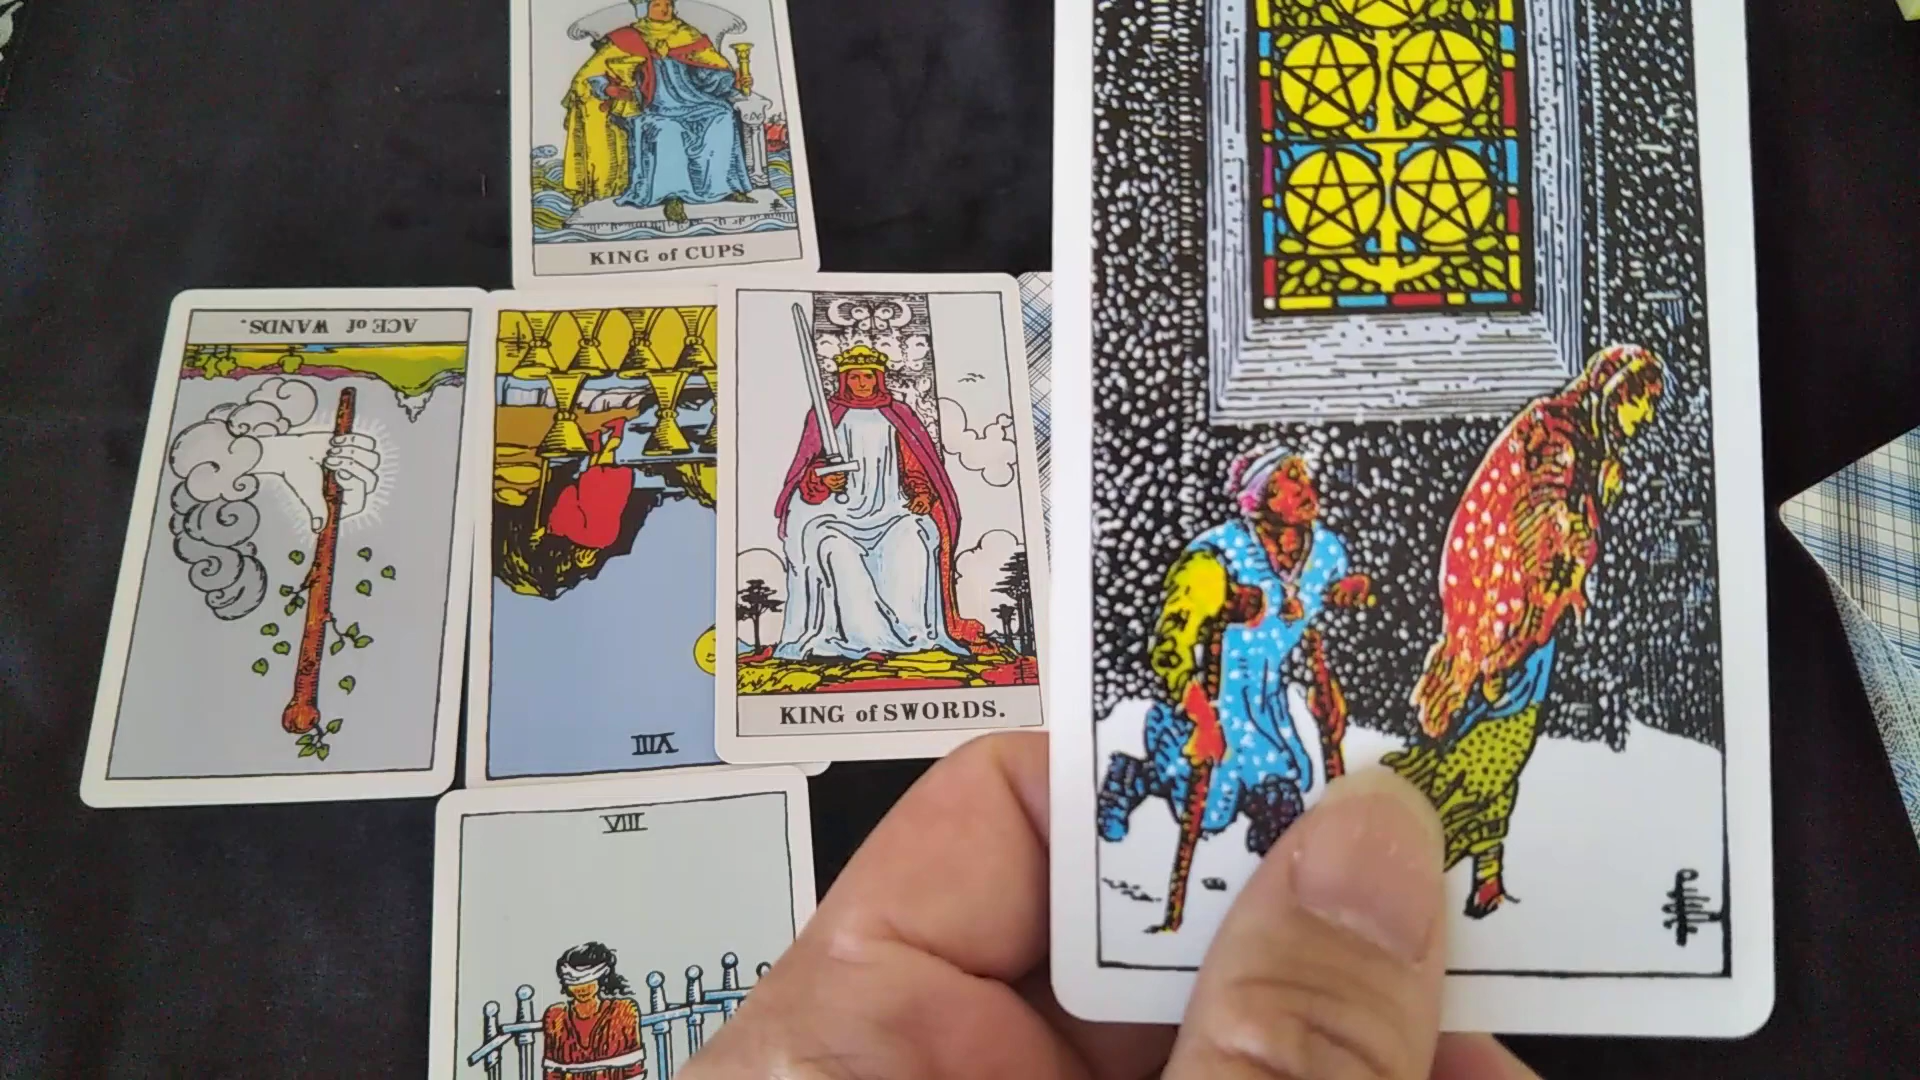 KING of CUPS
ACE of WANDS.
VIII
KING of SWORDS.
VIII